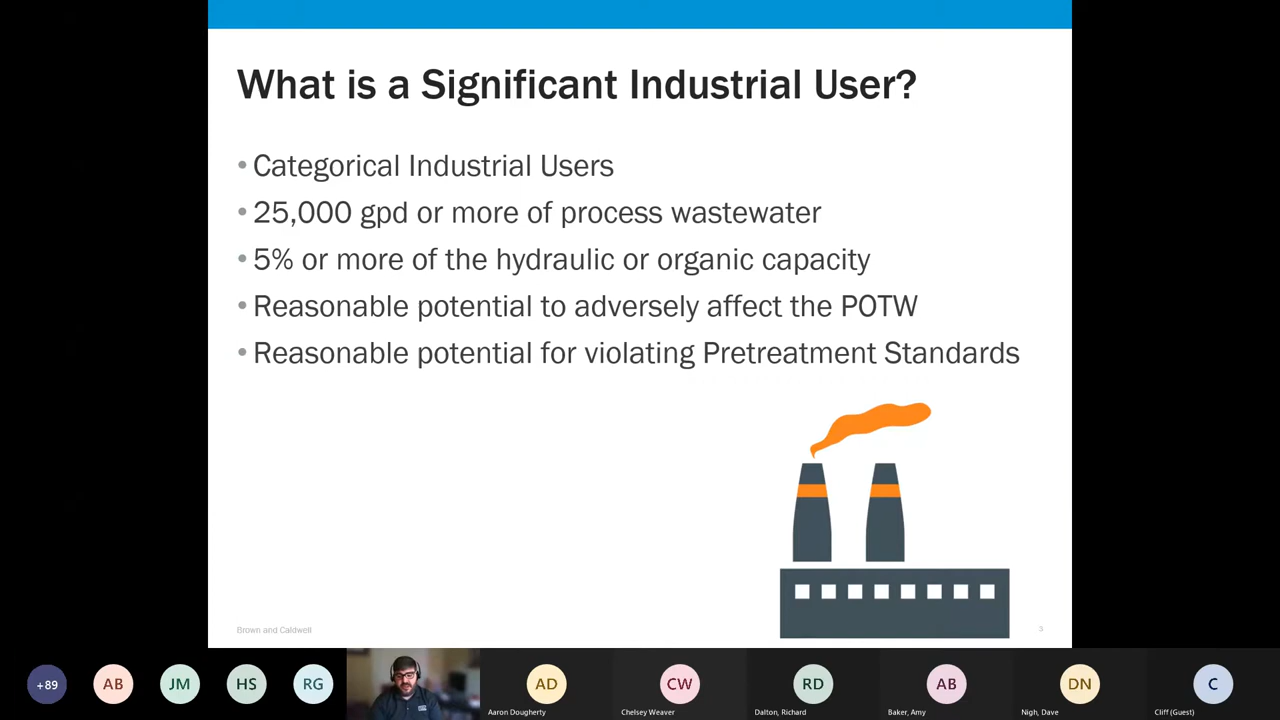 What is a Significant Industrial User?
• Categorical Industrial Users
• 25,000 gpd or more of process wastewater
• 5% or more of the hydraulic or organic capacity
• Reasonable potential to adversely affect the POTW
• Reasonable potential for violating Pretreatment Standards
Brown and Caldwell
3
+89
AB
JM
HS
RG
AD
CW
RD
AB
DN
C
Aaron Dougherty
Chelsey Weaver
Dalton, Richard
Baker, Amy
Nigh, Dave
Cliff (Guest)